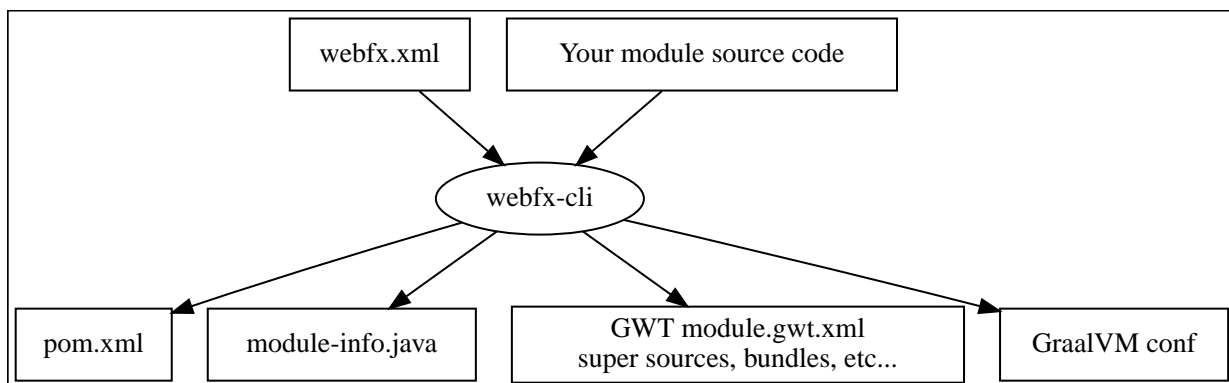 webfx.xml
Your module source code
webfx-cli
pom.xml
module-info.java
GWT module.gwt.xml
super sources, bundles, etc...
GraalVM conf